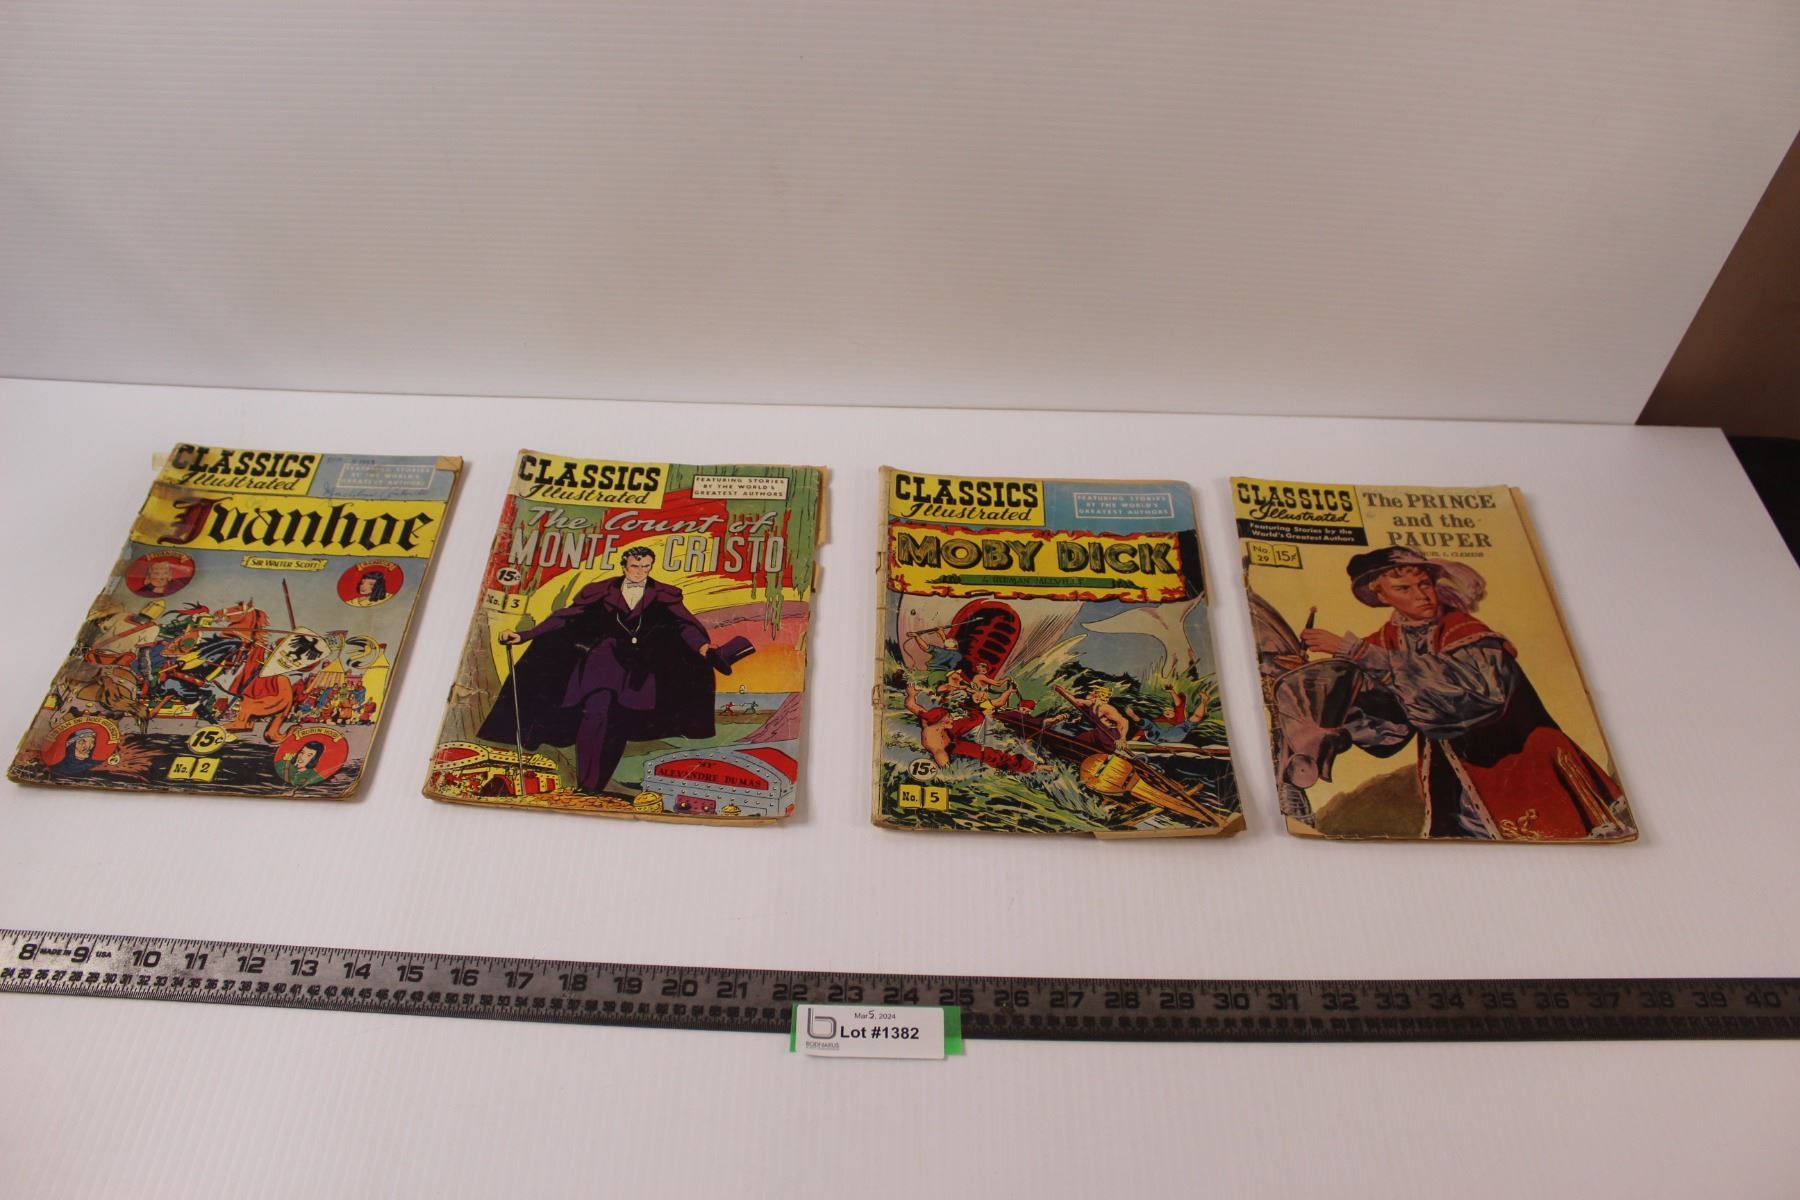 CLASSICS
Illustrated
FEATURING STORIES
BY THE WORLD'S
GREATEST AUTHORS
Ivanhoe
SIR WALTER SCOTT
ROBIN HOOD
15¢
No. 2
CLASSICS
Illustrated
FEATURING STORIES
BY THE WORLD'S
GREATEST AUTHORS
The Count of
MONTE CRISTO
15¢
No. 3
BY
ALEXANDRE DUMAS
CLASSICS
Illustrated
FEATURING STORIES
BY THE WORLD'S
GREATEST AUTHORS
MOBY DICK
15¢
No. 5
CLASSICS
Illustrated
Featuring Stories by the
World's Greatest Authors
No. 29
15¢
The PRINCE
and the
PAUPER
L. CLEMENS
8 MADE IN 9 USA 10 11 12 13 14 15 16 17 18 19 20 21 22 23 24 25 26 27 28 29 30 31 32 33 34 35 36 37 38 39 40
Mar 5, 2024
Lot #1382
BODNARUS